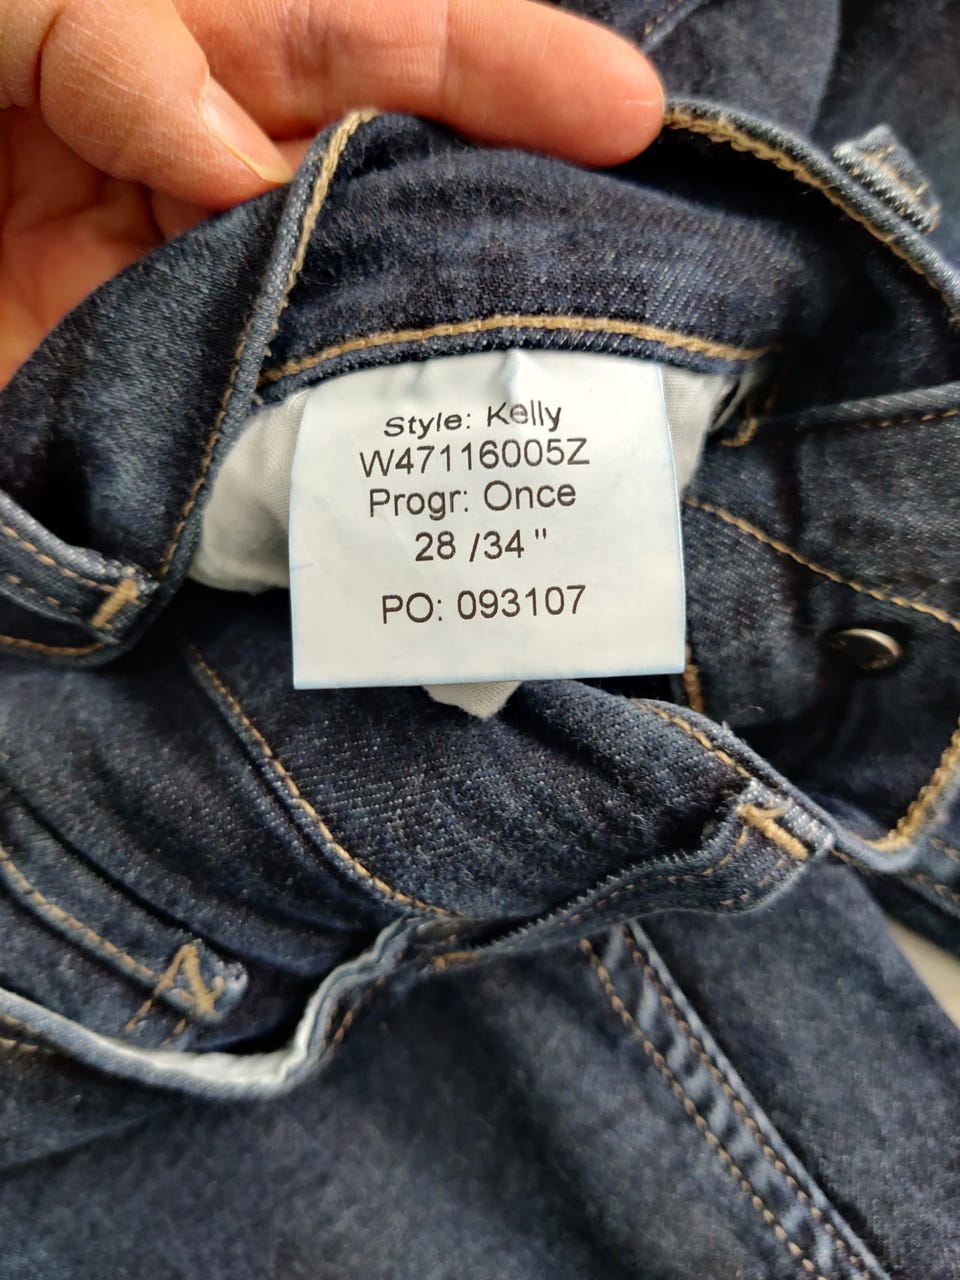 Style: Kelly
W47116005Z
Progr: Once
28 /34 "
PO: 093107